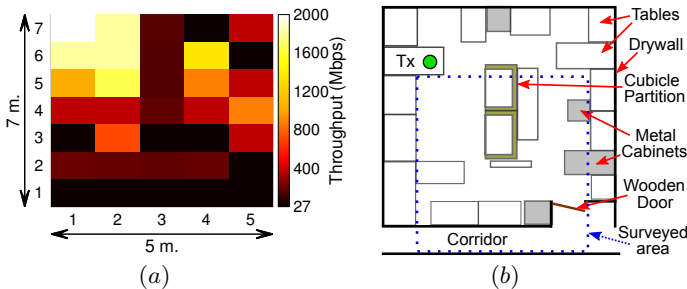 7
6
5
4
3
2
1
7 m.
1 2 3 4 5
5 m.
2000
1600
1200
800
400
27
Throughput (Mbps)
(a)
Tx
Corridor
Tables
Drywall
Cubicle
Partition
Metal
Cabinets
Wooden
Door
Surveyed
area
(b)